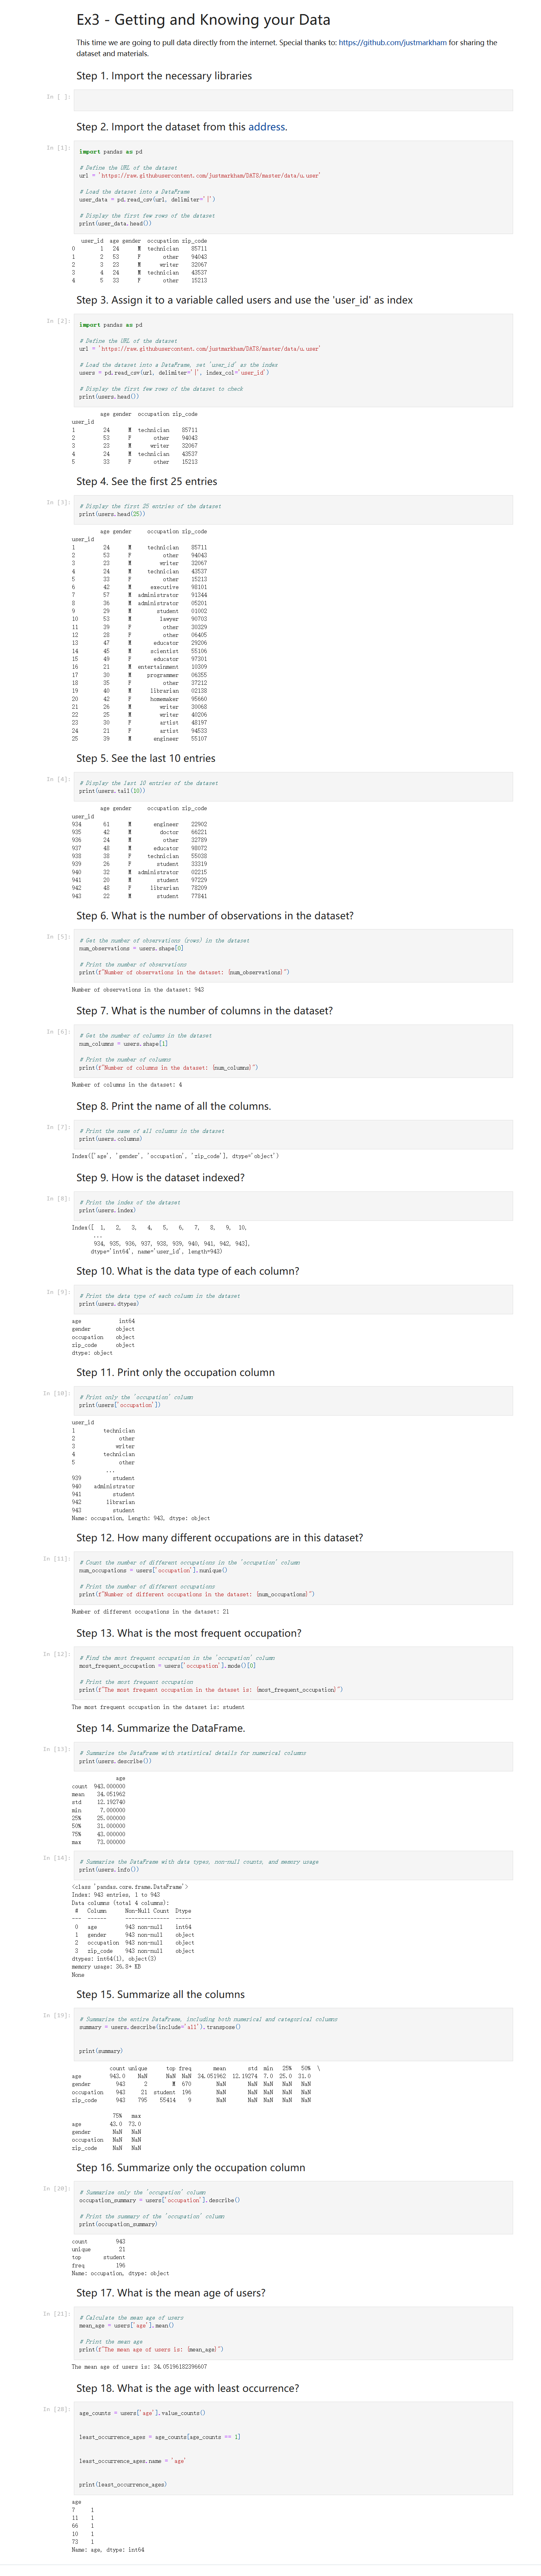 Ex3 - Getting and Knowing your Data
This time we are going to pull data directly from the internet. Special thanks to: https://github.com/justmarkham for sharing the
dataset and materials.
Step 1. Import the necessary libraries
In [ ]:
Step 2. Import the dataset from this address.
In [1]:
import pandas as pd
# Define the URL of the dataset
url = 'https://raw.githubusercontent.com/justmarkham/DAT8/master/data/u.user'
# Load the dataset into a DataFrame
user_data = pd.read_csv(url, delimiter='|')
# Display the first few rows of the dataset
print(user_data.head())
user_id age gender occupation zip_code
0 1 24 M technician 85711
1 2 53 F other 94043
2 3 23 M writer 32067
3 4 24 M technician 43537
4 5 33 F other 15213
Step 3. Assign it to a variable called users and use the 'user_id' as index
In [2]:
import pandas as pd
# Define the URL of the dataset
url = 'https://raw.githubusercontent.com/justmarkham/DAT8/master/data/u.user'
# Load the dataset into a DataFrame, set 'user_id' as the index
users = pd.read_csv(url, delimiter='|', index_col='user_id')
# Display the first few rows of the dataset to check
print(users.head())
age gender occupation zip_code
user_id
1 24 M technician 85711
2 53 F other 94043
3 23 M writer 32067
4 24 M technician 43537
5 33 F other 15213
Step 4. See the first 25 entries
In [3]:
# Display the first 25 entries of the dataset
print(users.head(25))
age gender occupation zip_code
user_id
1 24 M technician 85711
2 53 F other 94043
3 23 M writer 32067
4 24 M technician 43537
5 33 F other 15213
6 42 M executive 98101
7 57 M administrator 91344
8 36 M administrator 05201
9 29 M student 01002
10 53 M lawyer 90703
11 39 F other 30329
12 28 F other 06405
13 47 M educator 29206
14 45 M scientist 55106
15 49 F educator 97301
16 21 M entertainment 10309
17 30 M programmer 06355
18 35 F other 37212
19 40 M librarian 02138
20 42 F homemaker 95660
21 26 M writer 30068
22 25 M writer 40206
23 30 F artist 48197
24 21 F artist 94533
25 39 M engineer 55107
Step 5. See the last 10 entries
In [4]:
# Display the last 10 entries of the dataset
print(users.tail(10))
age gender occupation zip_code
user_id
934 61 M engineer 22902
935 42 M doctor 66221
936 24 M other 32789
937 48 M educator 98072
938 38 F technician 55038
939 26 F student 33319
940 32 M administrator 02215
941 20 M student 97229
942 48 F librarian 78209
943 22 M student 77841
Step 6. What is the number of observations in the dataset?
In [5]:
# Get the number of observations (rows) in the dataset
num_observations = users.shape[0]
# Print the number of observations
print(f"Number of observations in the dataset: {num_observations}")
Number of observations in the dataset: 943
Step 7. What is the number of columns in the dataset?
In [6]:
# Get the number of columns in the dataset
num_columns = users.shape[1]
# Print the number of columns
print(f"Number of columns in the dataset: {num_columns}")
Number of columns in the dataset: 4
Step 8. Print the name of all the columns.
In [7]:
# Print the name of all columns in the dataset
print(users.columns)
Index(['age', 'gender', 'occupation', 'zip_code'], dtype='object')
Step 9. How is the dataset indexed?
In [8]:
# Print the index of the dataset
print(users.index)
Index([ 1, 2, 3, 4, 5, 6, 7, 8, 9, 10,
...
934, 935, 936, 937, 938, 939, 940, 941, 942, 943],
dtype='int64', name='user_id', length=943)
Step 10. What is the data type of each column?
In [9]:
# Print the data type of each column in the dataset
print(users.dtypes)
age int64
gender object
occupation object
zip_code object
dtype: object
Step 11. Print only the occupation column
In [10]:
# Print only the 'occupation' column
print(users['occupation'])
user_id
1 technician
2 other
3 writer
4 technician
5 other
...
939 student
940 administrator
941 student
942 librarian
943 student
Name: occupation, Length: 943, dtype: object
Step 12. How many different occupations are in this dataset?
In [11]:
# Count the number of different occupations in the 'occupation' column
num_occupations = users['occupation'].nunique()
# Print the number of different occupations
print(f"Number of different occupations in the dataset: {num_occupations}")
Number of different occupations in the dataset: 21
Step 13. What is the most frequent occupation?
In [12]:
# Find the most frequent occupation in the 'occupation' column
most_frequent_occupation = users['occupation'].mode()[0]
# Print the most frequent occupation
print(f"The most frequent occupation in the dataset is: {most_frequent_occupation}")
The most frequent occupation in the dataset is: student
Step 14. Summarize the DataFrame.
In [13]:
# Summarize the DataFrame with statistical details for numerical columns
print(users.describe())
age
count 943.000000
mean 34.051962
std 12.192740
min 7.000000
25% 25.000000
50% 31.000000
75% 43.000000
max 73.000000
In [14]:
# Summarize the DataFrame with data types, non-null counts, and memory usage
print(users.info())
<class 'pandas.core.frame.DataFrame'>
Index: 943 entries, 1 to 943
Data columns (total 4 columns):
# Column Non-Null Count Dtype
--- ------ -------------- -----
0 age 943 non-null int64
1 gender 943 non-null object
2 occupation 943 non-null object
3 zip_code 943 non-null object
dtypes: int64(1), object(3)
memory usage: 36.8+ KB
None
Step 15. Summarize all the columns
In [19]:
# Summarize the entire DataFrame, including both numerical and categorical columns
summary = users.describe(include='all').transpose()
print(summary)
count unique top freq mean std min 25% 50% \
age 943.0 NaN NaN NaN 34.051962 12.19274 7.0 25.0 31.0
gender 943 2 M 670 NaN NaN NaN NaN NaN
occupation 943 21 student 196 NaN NaN NaN NaN NaN
zip_code 943 795 55414 9 NaN NaN NaN NaN NaN
75% max
age 43.0 73.0
gender NaN NaN
occupation NaN NaN
zip_code NaN NaN
Step 16. Summarize only the occupation column
In [20]:
# Summarize only the 'occupation' column
occupation_summary = users['occupation'].describe()
# Print the summary of the 'occupation' column
print(occupation_summary)
count 943
unique 21
top student
freq 196
Name: occupation, dtype: object
Step 17. What is the mean age of users?
In [21]:
# Calculate the mean age of users
mean_age = users['age'].mean()
# Print the mean age
print(f"The mean age of users is: {mean_age}")
The mean age of users is: 34.05196182396607
Step 18. What is the age with least occurrence?
In [28]:
age_counts = users['age'].value_counts()
least_occurrence_ages = age_counts[age_counts == 1]
least_occurrence_ages.name = 'age'
print(least_occurrence_ages)
age
7 1
11 1
66 1
10 1
73 1
Name: age, dtype: int64